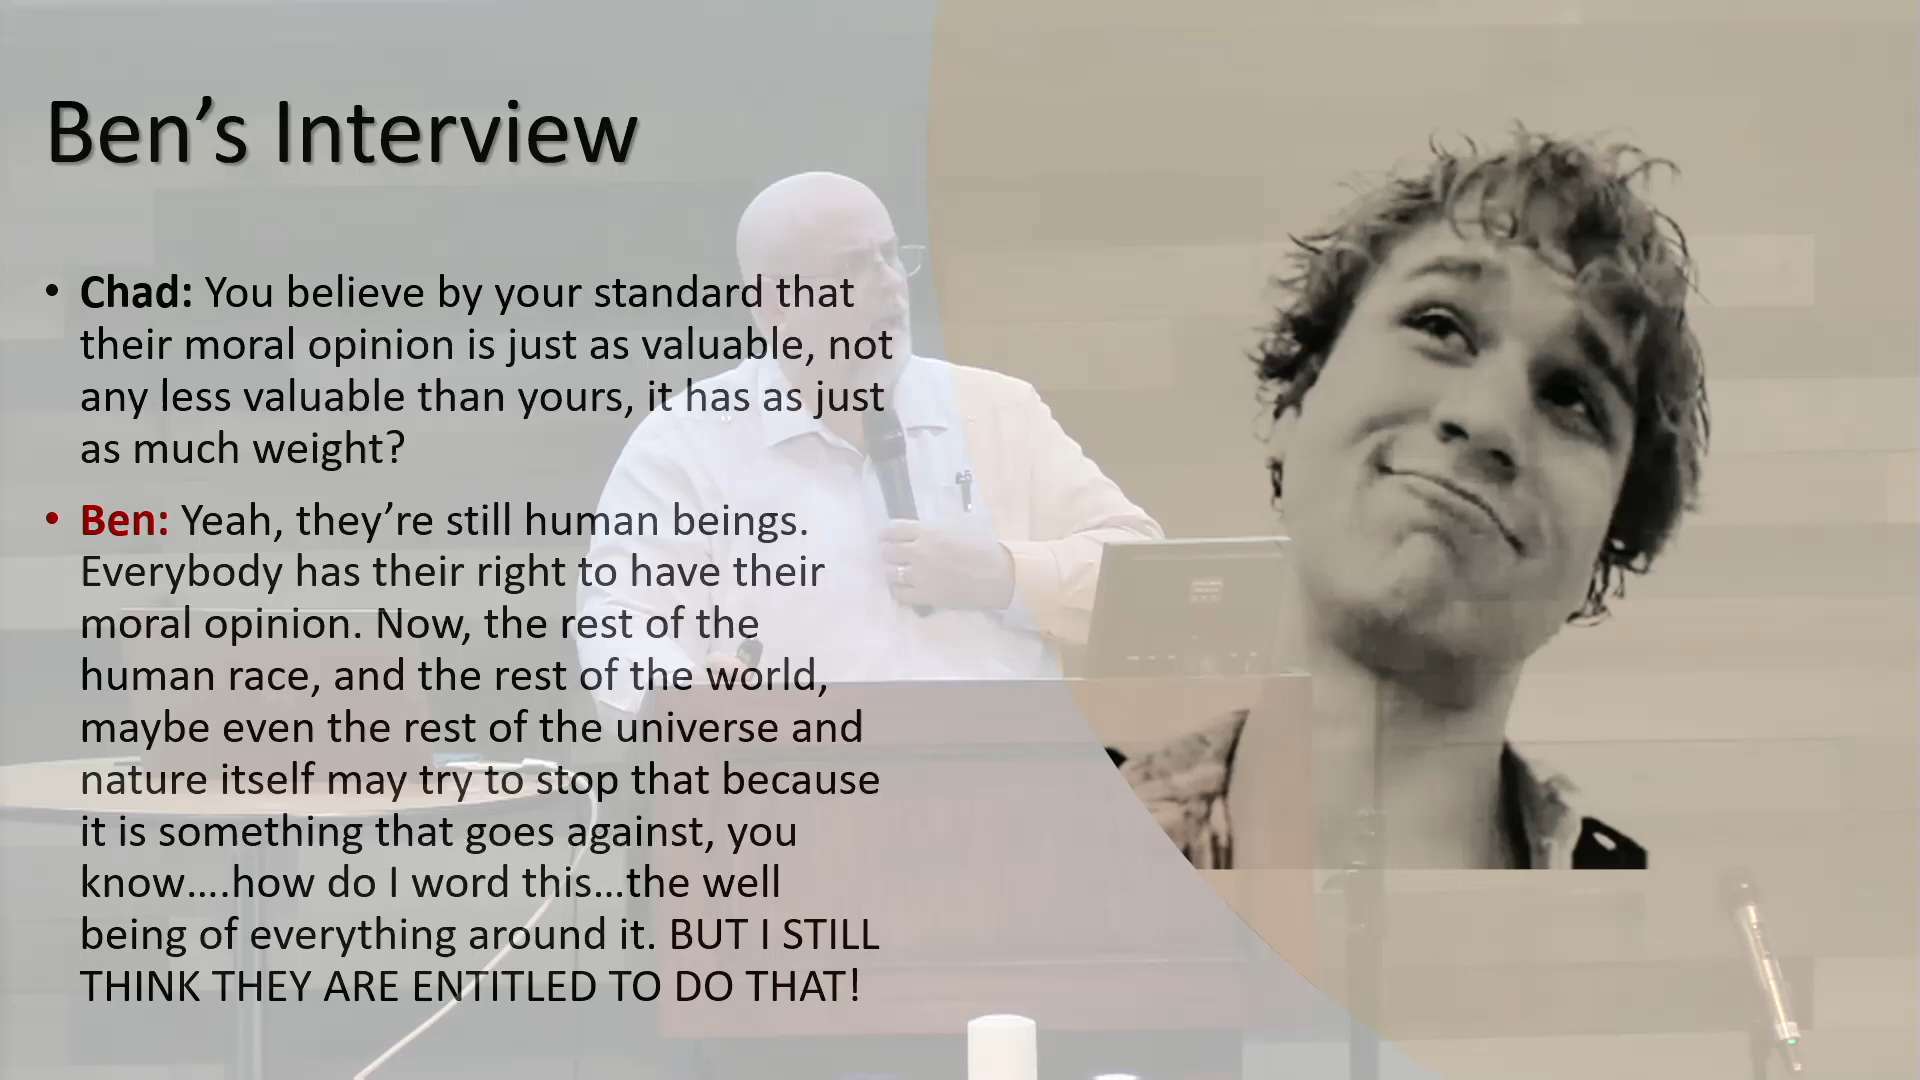 Ben’s Interview
• Chad: You believe by your standard that
their moral opinion is just as valuable, not
any less valuable than yours, it has as just
as much weight?
• Ben: Yeah, they’re still human beings.
Everybody has their right to have their
moral opinion. Now, the rest of the
human race, and the rest of the world,
maybe even the rest of the universe and
nature itself may try to stop that because
it is something that goes against, you
know....how do I word this...the well
being of everything around it. BUT I STILL
THINK THEY ARE ENTITLED TO DO THAT!